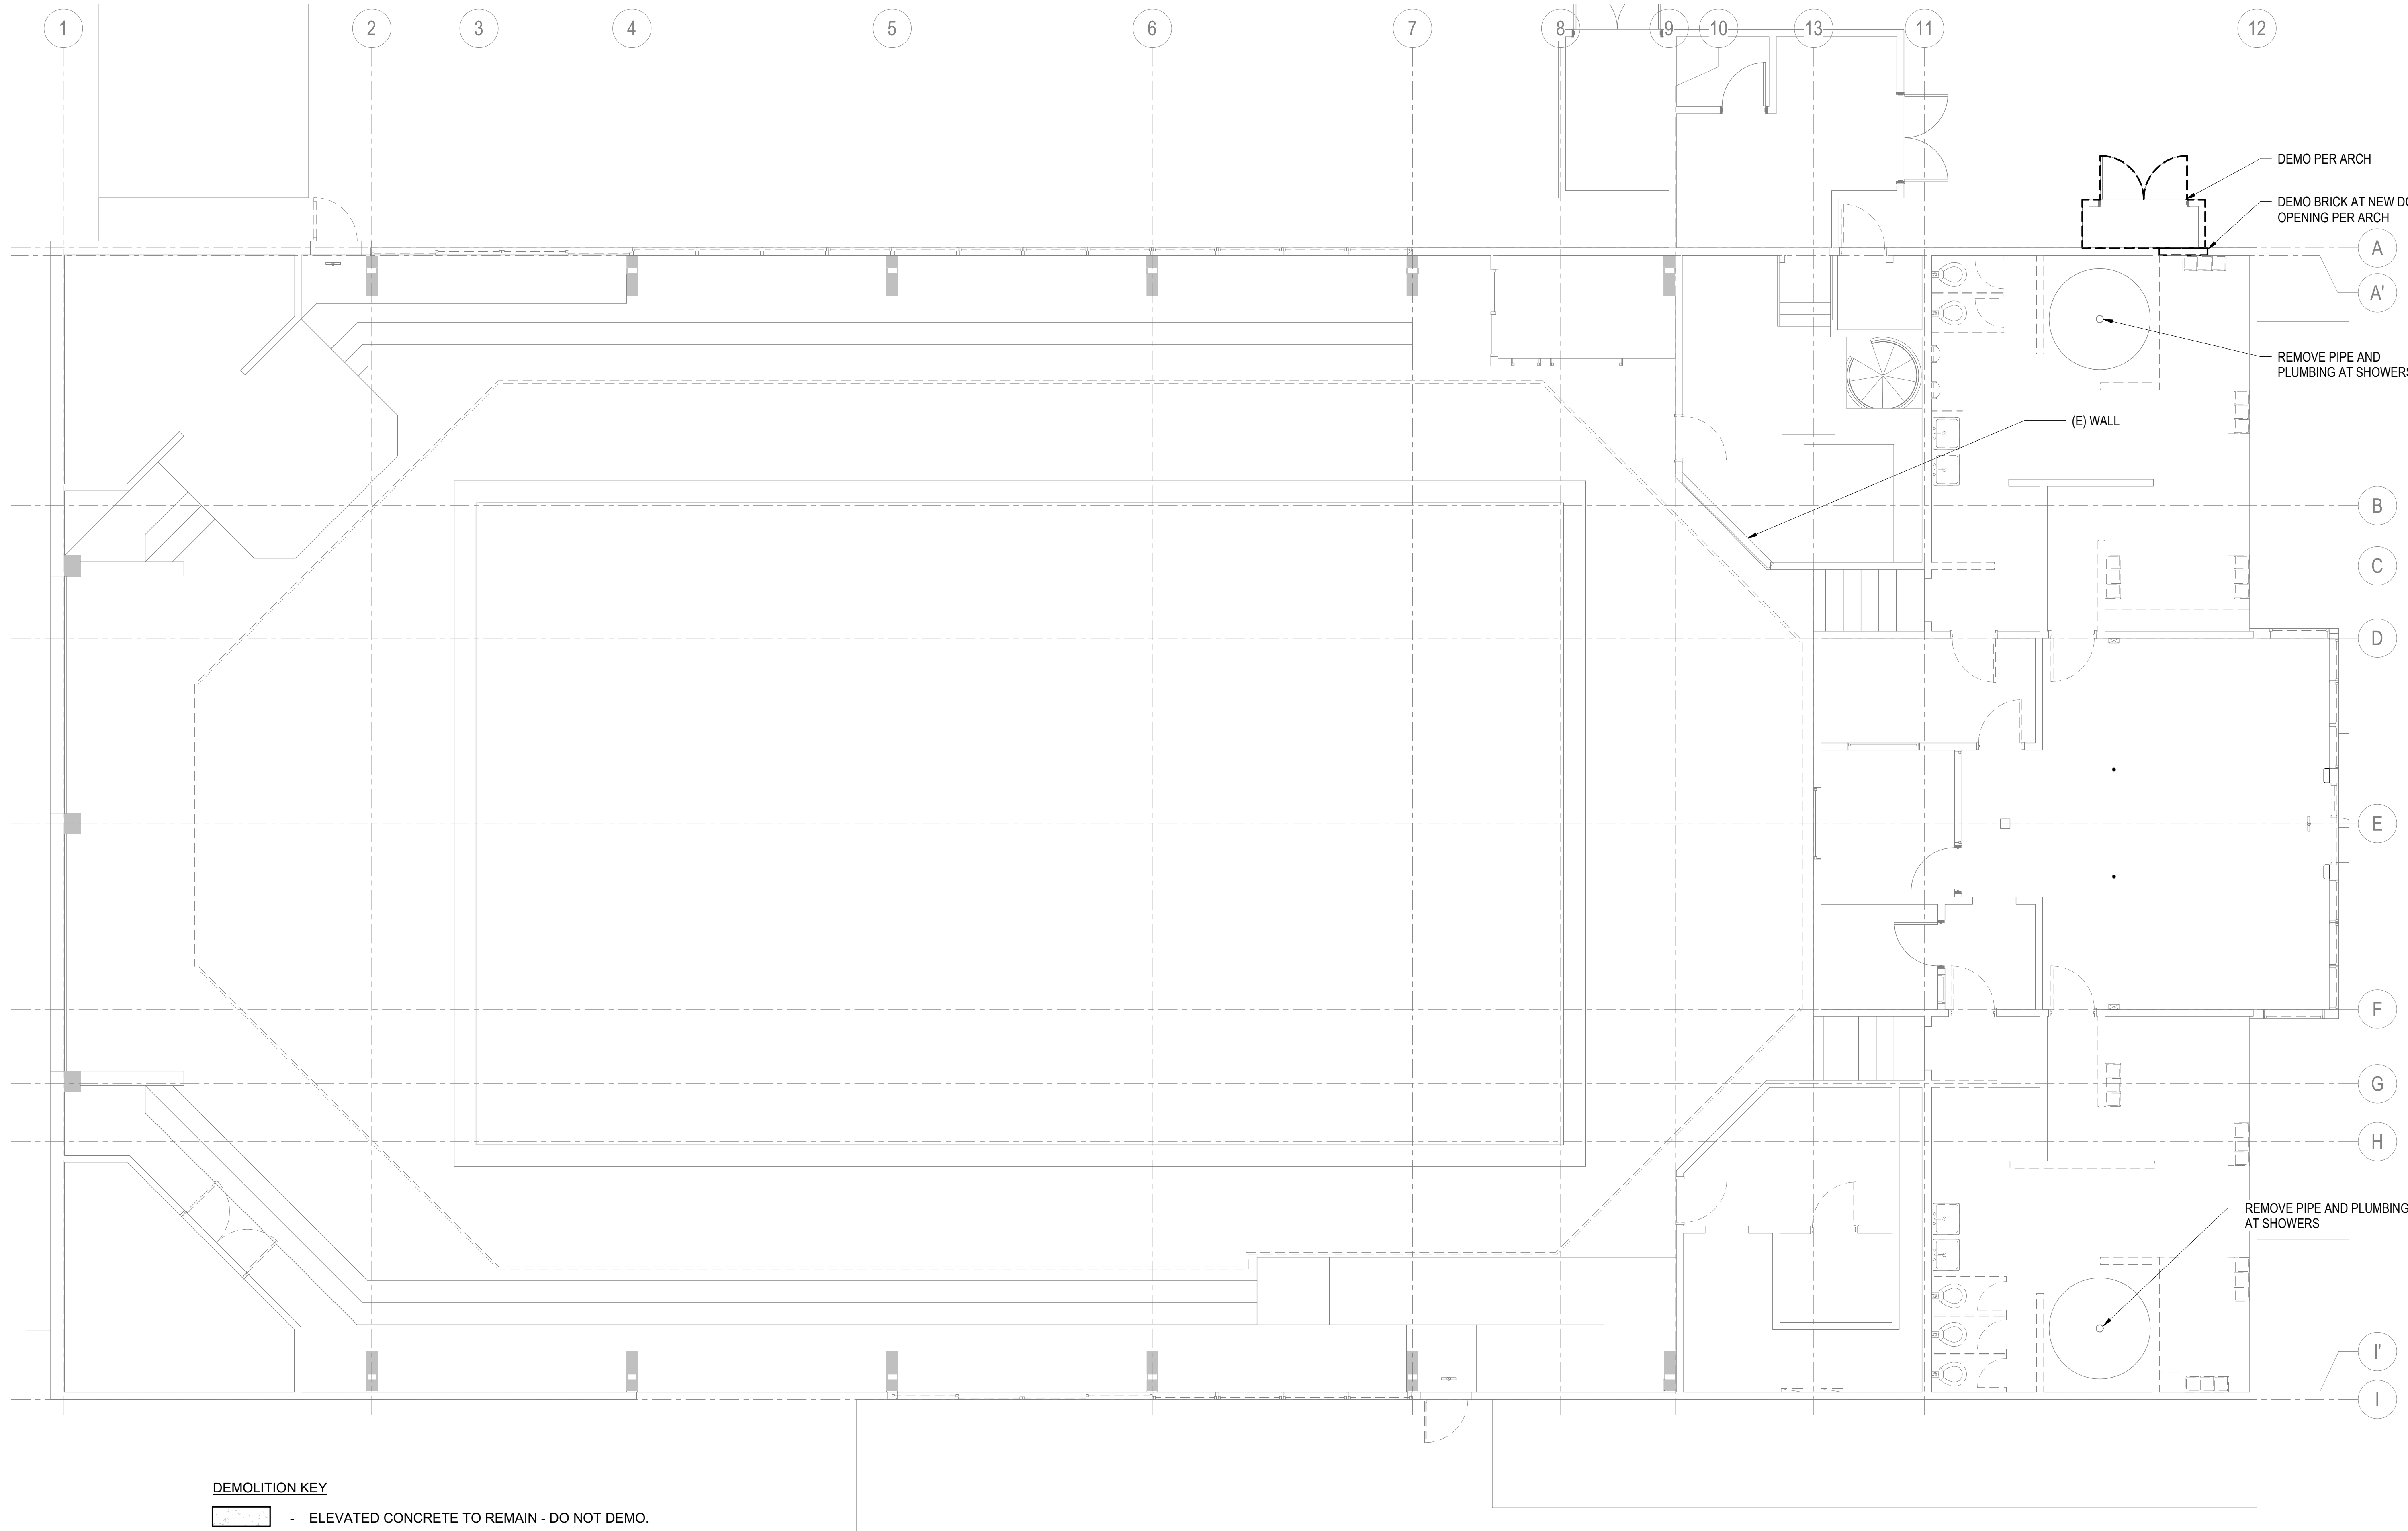 1
2
3
4
5
6
7
8
9
10
13
11
12
DEMO PER ARCH
DEMO BRICK AT NEW
OPENING PER ARCH
A
A'
REMOVE PIPE AND
PLUMBING AT SHOWERS
(E) WALL
B
C
D
E
F
G
H
REMOVE PIPE AND PLUMBING
AT SHOWERS
I'
I
DEMOLITION KEY
- ELEVATED CONCRETE TO REMAIN - DO NOT DEMO.